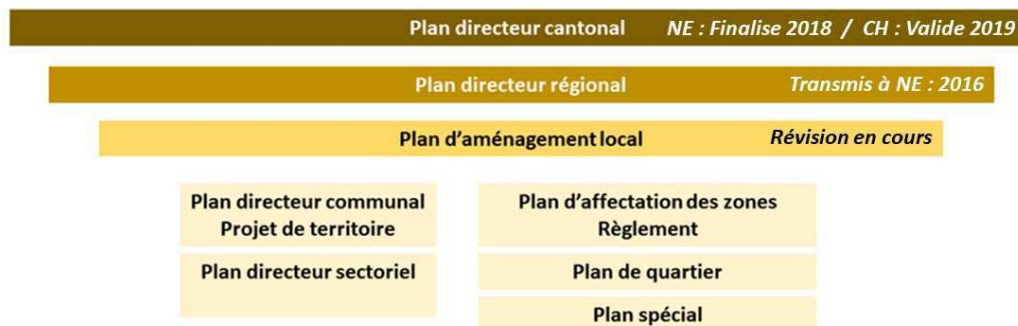 Plan directeur cantonal NE : Finalise 2018 / CH : Valide 2019
Plan directeur régional Transmis à NE : 2016
Plan d'aménagement local Révision en cours
Plan directeur communal
Projet de territoire
Plan d'affectation des zones
Règlement
Plan directeur sectoriel
Plan de quartier
Plan spécial